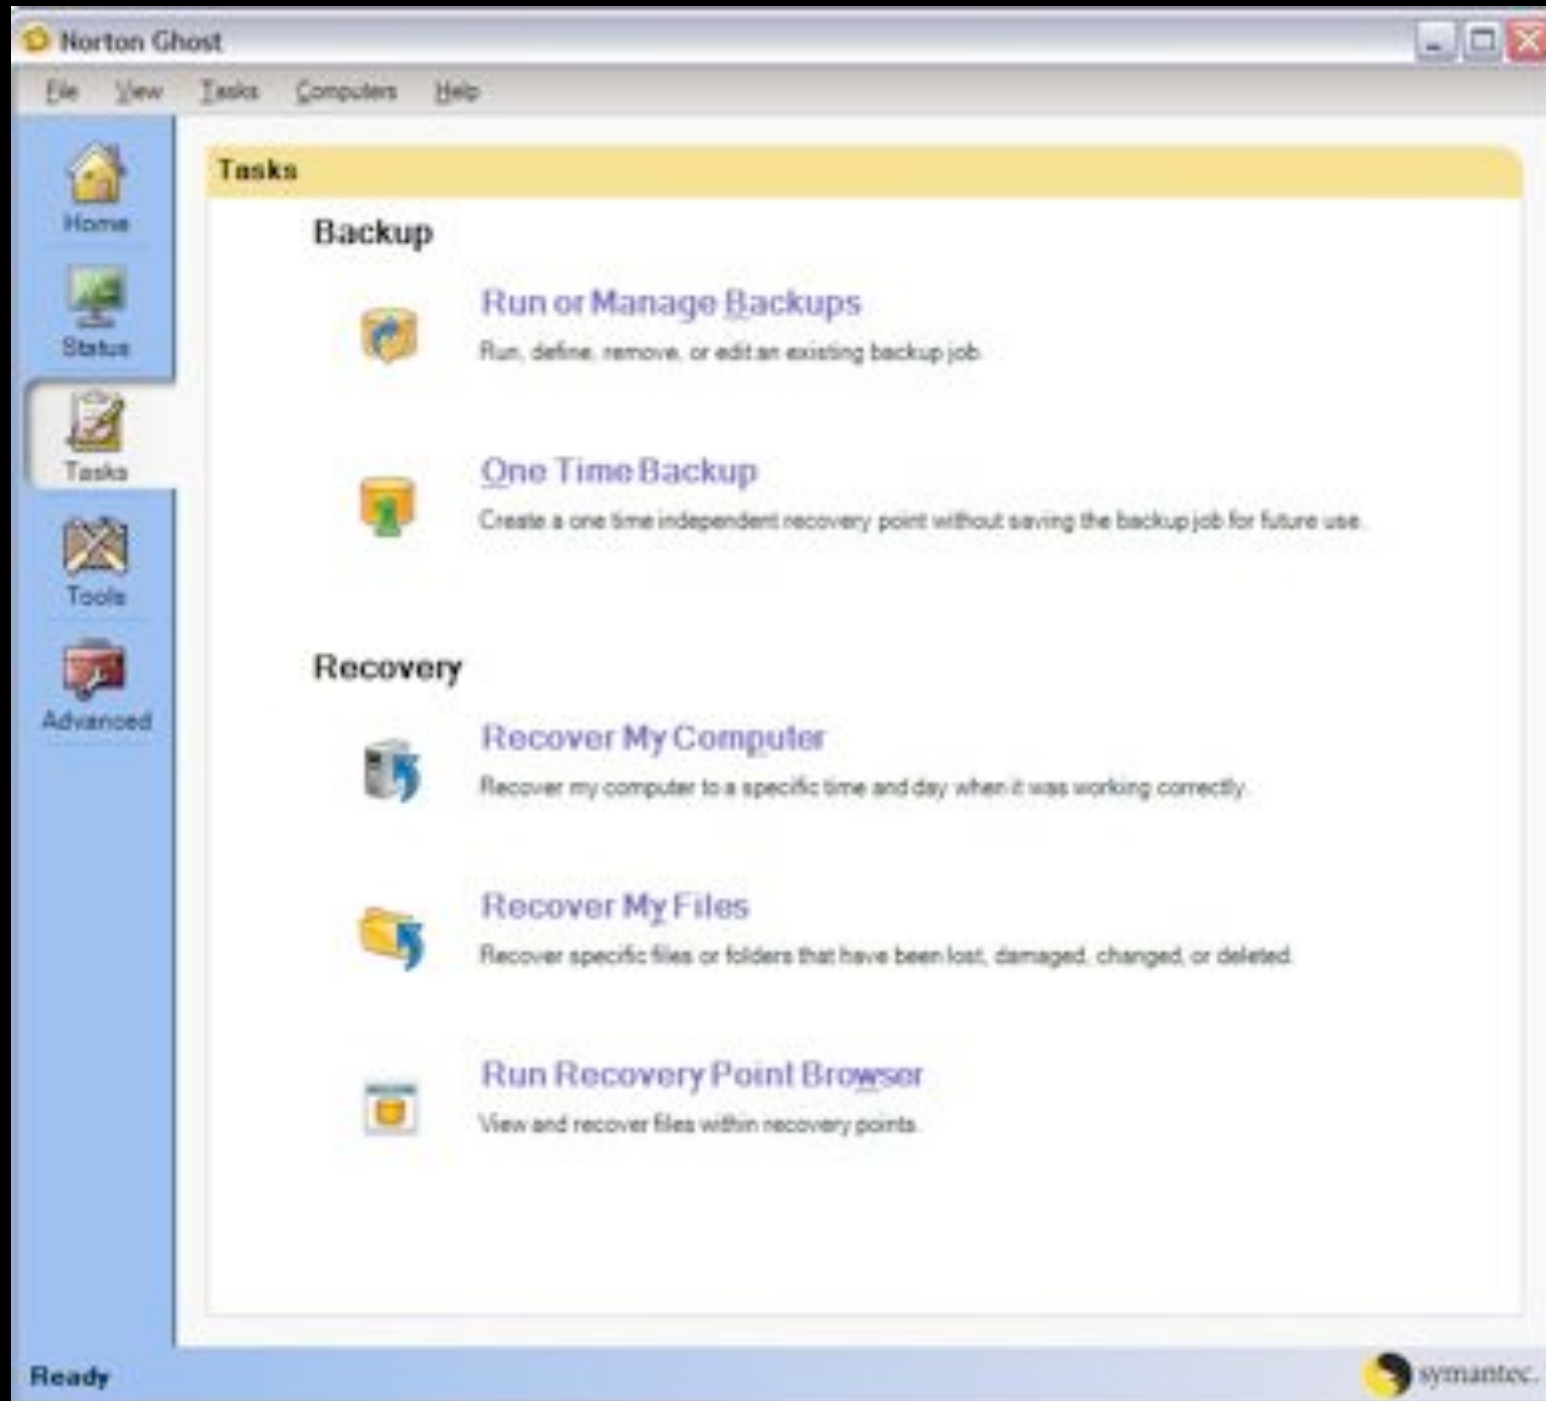 Norton Ghost
File View Tasks Computers Help
Home
Status
Tasks
Tools
Advanced
Tasks
Backup
Run or Manage Backups
Run, define, remove, or edit an existing backup job.
One Time Backup
Create a one time independent recovery point without saving the backup job for future use.
Recovery
Recover My Computer
Recover my computer to a specific time and day when it was working correctly.
Recover My Files
Recover specific files or folders that have been lost, damaged, changed, or deleted.
Run Recovery Point Browser
View and recover files within recovery points.
Ready
symantec.